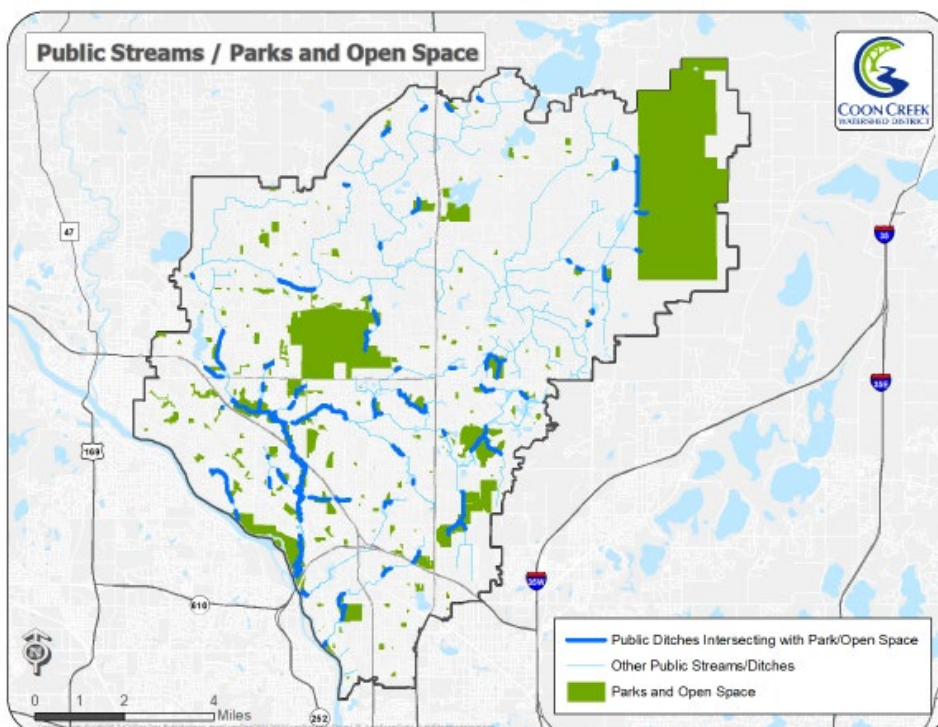 Public Streams / Parks and Open Space
COON CREEK
WATERSHED DISTRICT
47
35
35E
169
35W
610
252
N
0 1 2 4
Miles
Public Ditches Intersecting with Park/Open Space
Other Public Streams/Ditches
Parks and Open Space